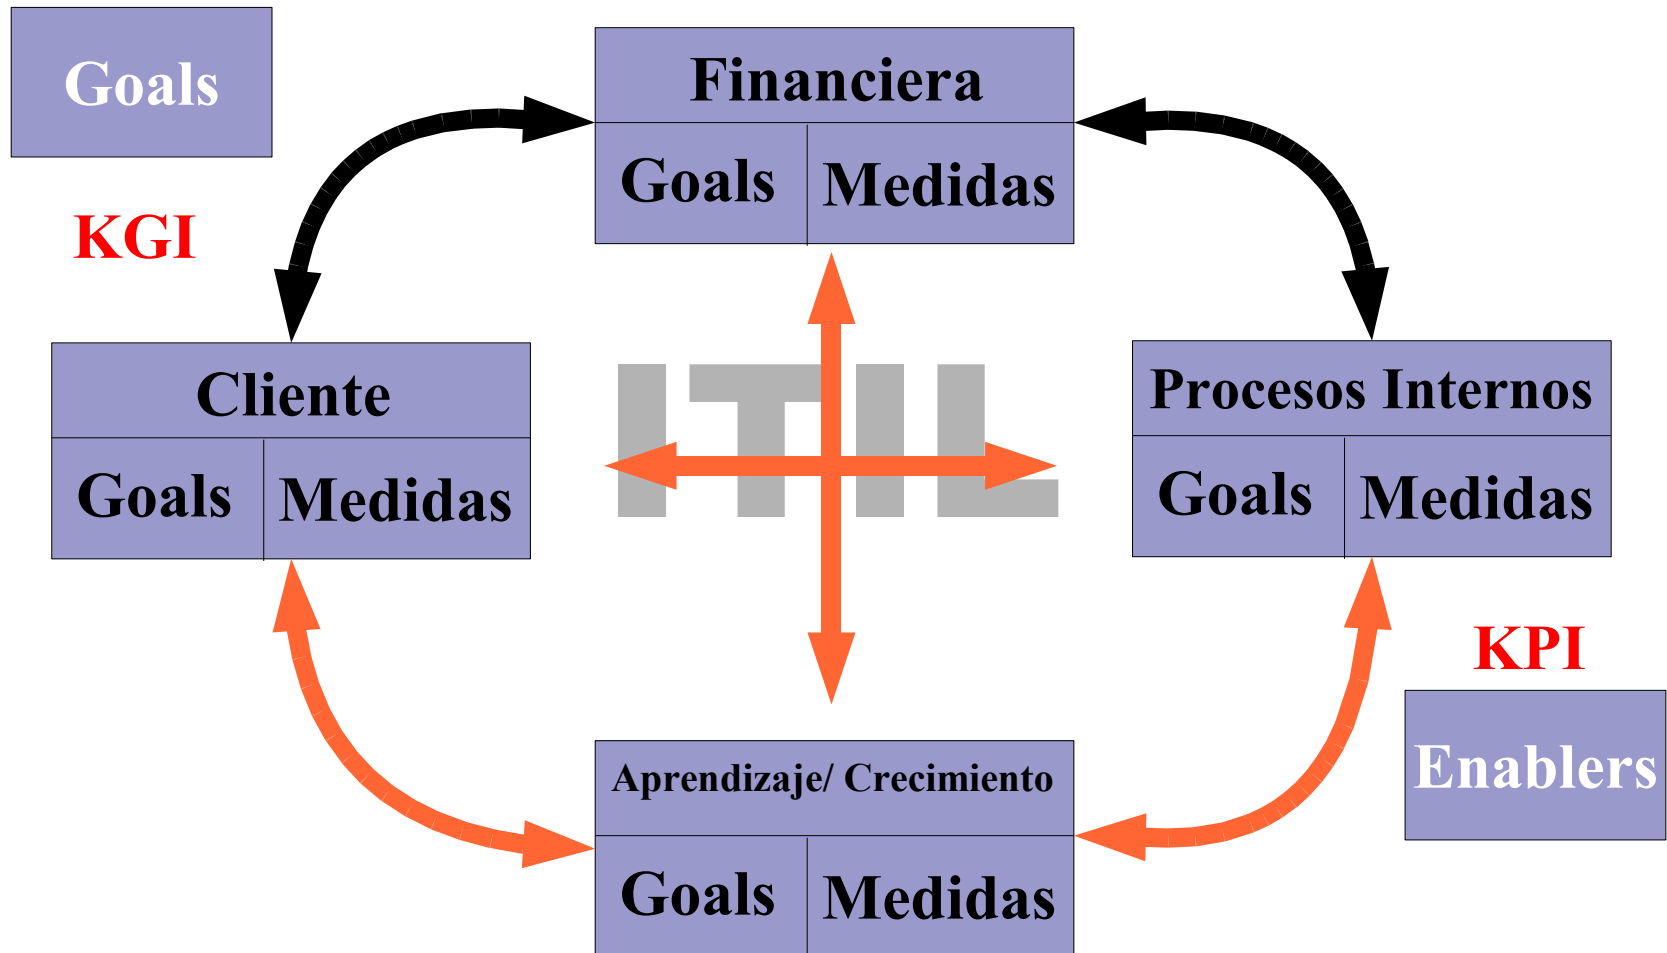 Goals
KGI
Financiera
Goals Medidas
Cliente
Goals Medidas
ITIL
Procesos Internos
Goals Medidas
KPI
Enablers
Aprendizaje/ Crecimiento
Goals Medidas